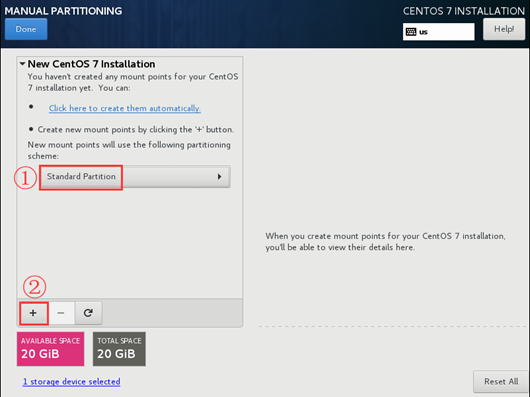 MANUAL PARTITIONING
CENTOS 7 INSTALLATION
Done
us
Help!
New CentOS 7 Installation
You haven't created any mount points for your CentOS
7 installation yet.  You can:
• Click here to create them automatically.
• Create new mount points by clicking the '+' button.
New mount points will use the following partitioning
scheme:
① Standard Partition
When you create mount points for your CentOS 7 installation,
you'll be able to view their details here.
②
+ −
AVAILABLE SPACE
20 GiB
TOTAL SPACE
20 GiB
1 storage device selected
Reset All